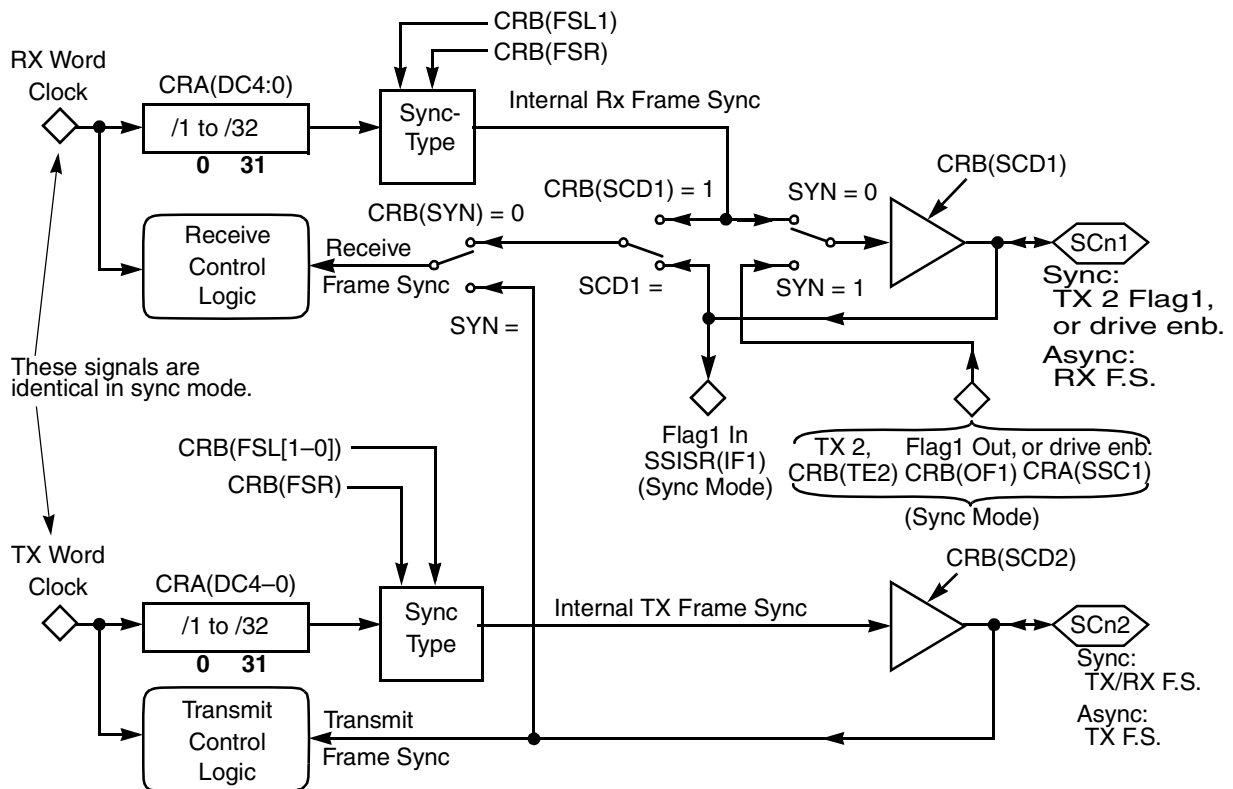 CRB(FSL1)
CRB(FSR)
RX Word
Clock
CRA(DC4:0)
/1 to /32
0 31
Sync-
Type
Internal Rx Frame Sync
CRB(SCD1)
CRB(SCD1) = 1
SYN = 0
CRB(SYN) = 0
Receive
Control
Logic
Receive
Frame Sync
SCD1 =
SYN = 1
SYN =
SCn1
Sync:
TX 2 Flag1,
or drive enb.
Async:
RX F.S.
These signals are
identical in sync mode.
Flag1 In
SSISR(IF1)
(Sync Mode)
TX 2, Flag1 Out, or drive enb.
CRB(TE2) CRB(OF1) CRA(SSC1)
(Sync Mode)
CRB(FSL[1–0])
CRB(FSR)
TX Word
Clock
CRA(DC4–0)
/1 to /32
0 31
Sync
Type
Internal TX Frame Sync
CRB(SCD2)
SCn2
Sync:
TX/RX F.S.
Async:
TX F.S.
Transmit
Control
Logic
Transmit
Frame Sync